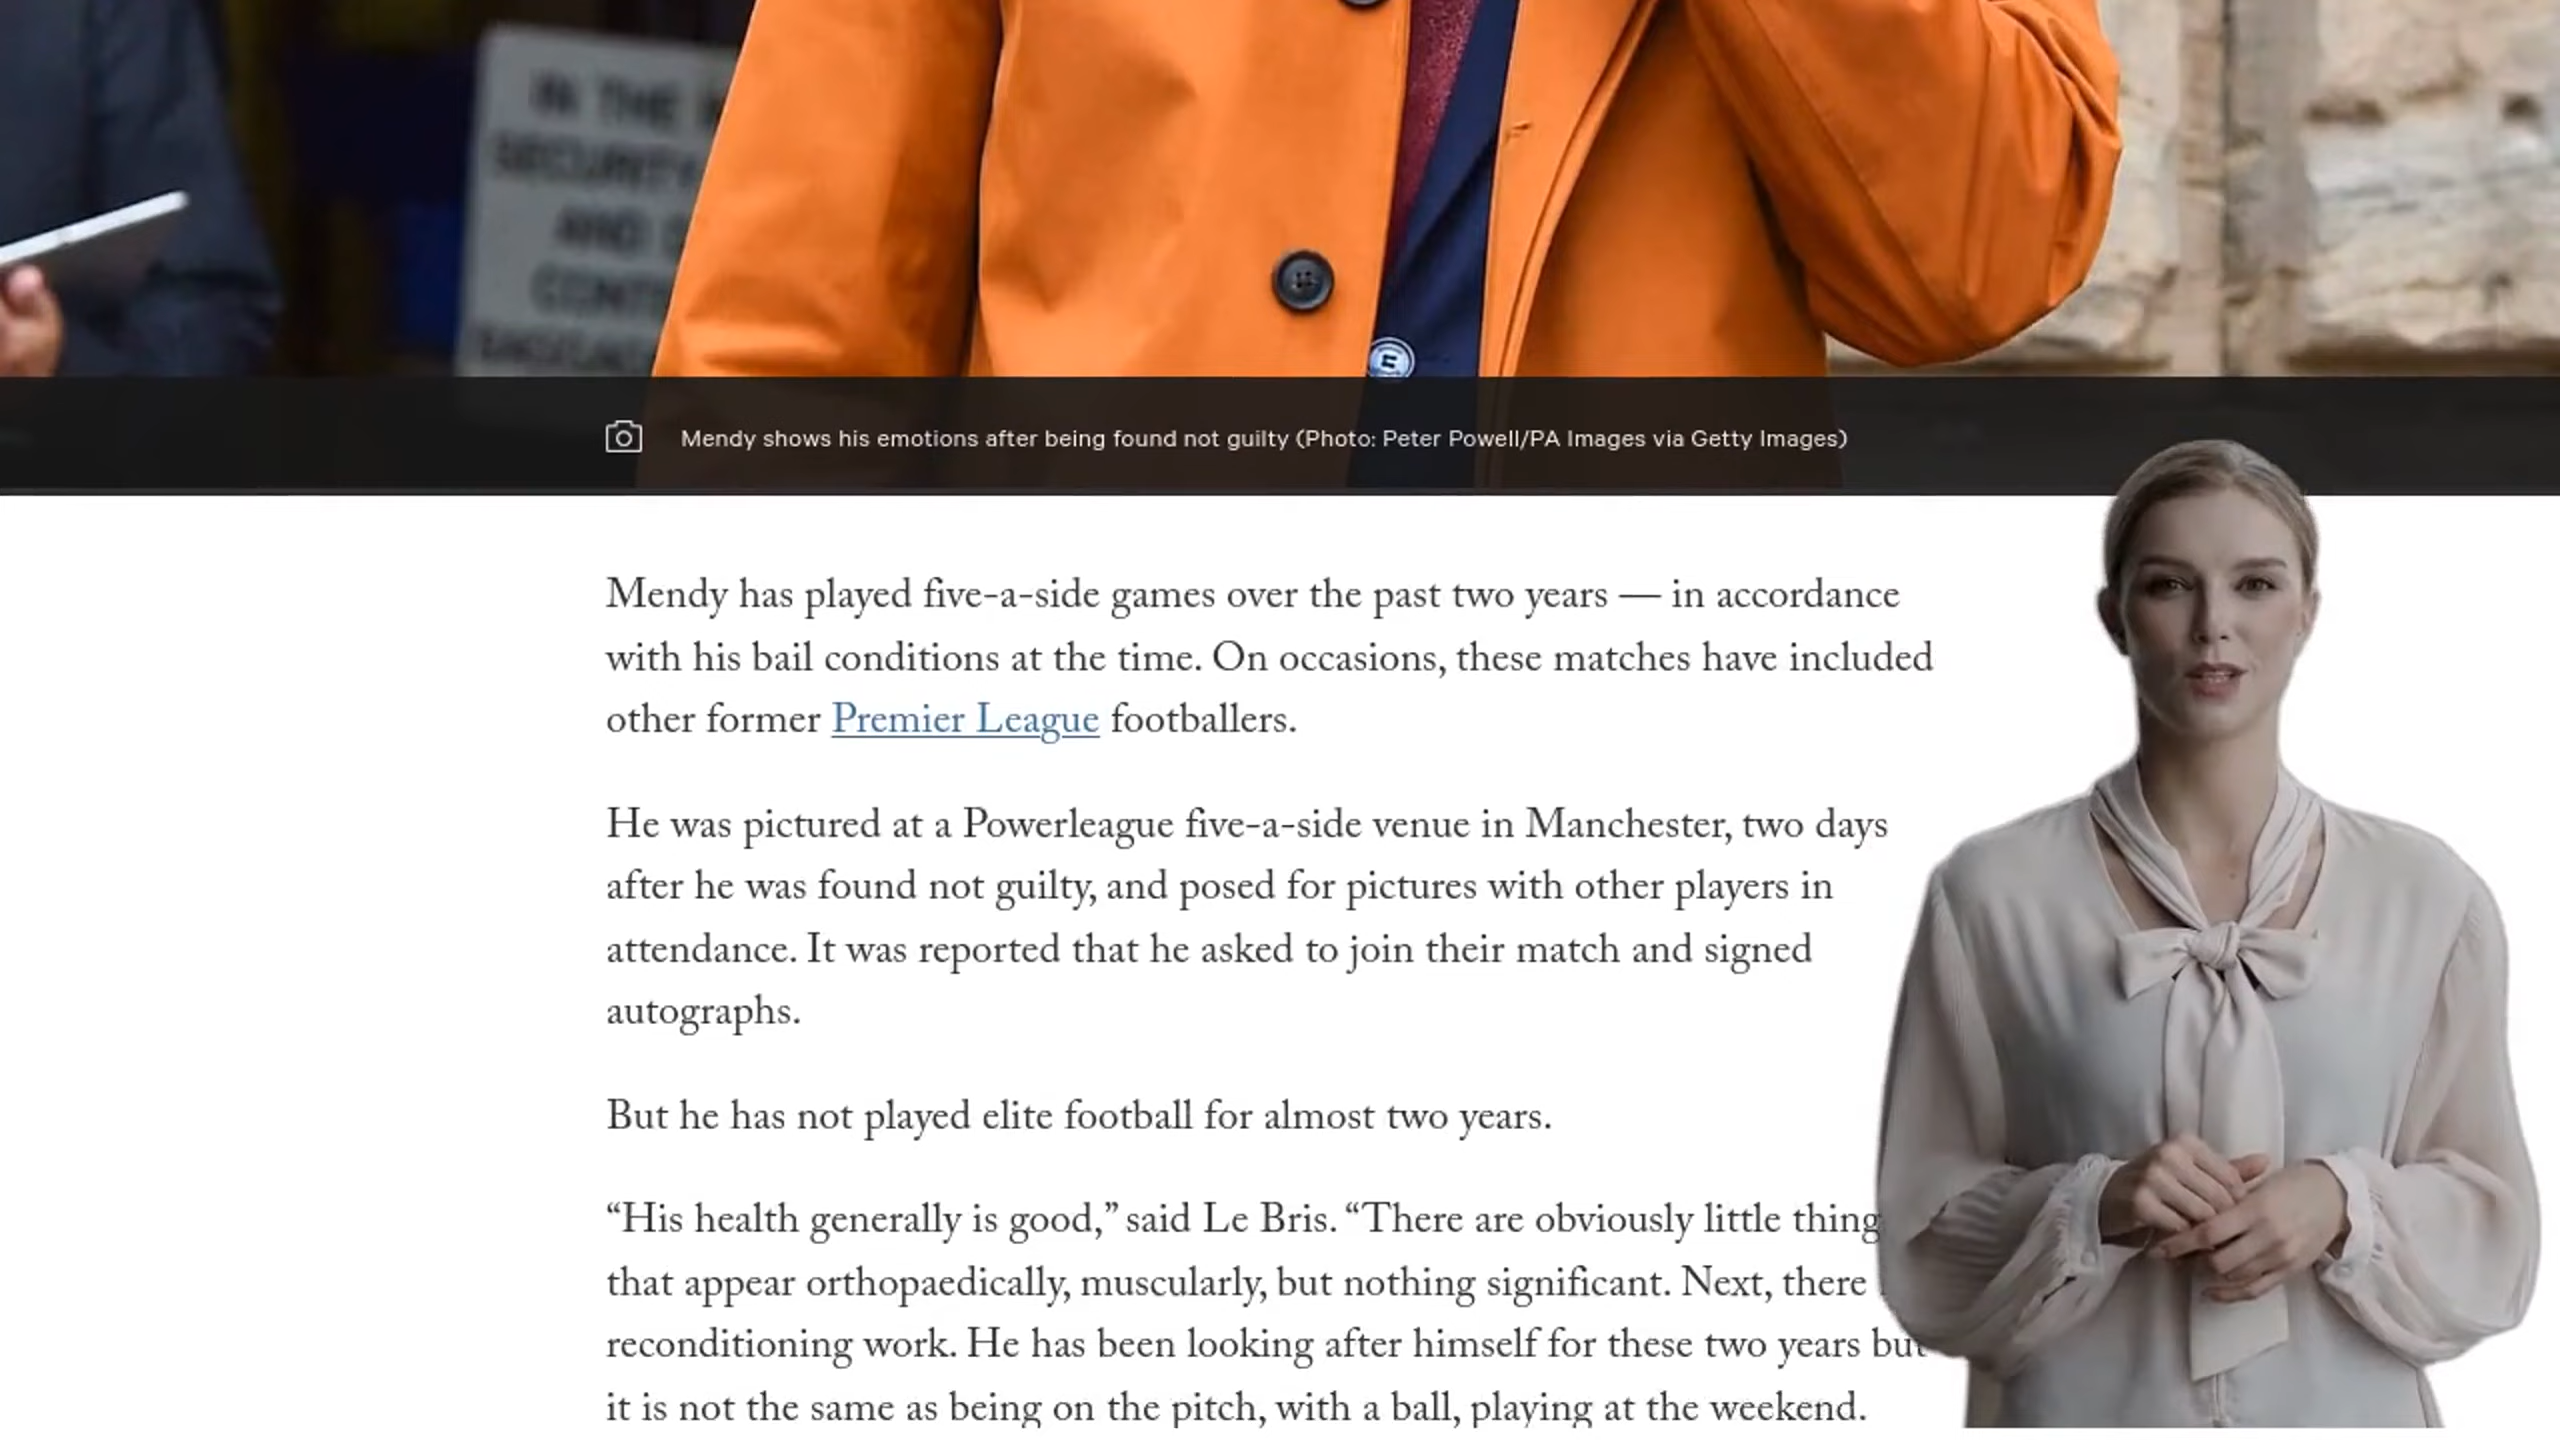 IN THE
SECURITY
AND
Mendy shows his emotions after being found not guilty (Photo: Peter Powell/PA Images via Getty Images)
Mendy has played five-a-side games over the past two years — in accordance
with his bail conditions at the time. On occasions, these matches have included
other former Premier League footballers.
He was pictured at a Powerleague five-a-side venue in Manchester, two days
after he was found not guilty, and posed for pictures with other players in
attendance. It was reported that he asked to join their match and signed
autographs.
But he has not played elite football for almost two years.
“His health generally is good,” said Le Bris. “There are obviously little thing
that appear orthopaedically, muscularly, but nothing significant. Next, there
reconditioning work. He has been looking after himself for these two years but
it is not the same as being on the pitch, with a ball, playing at the weekend.